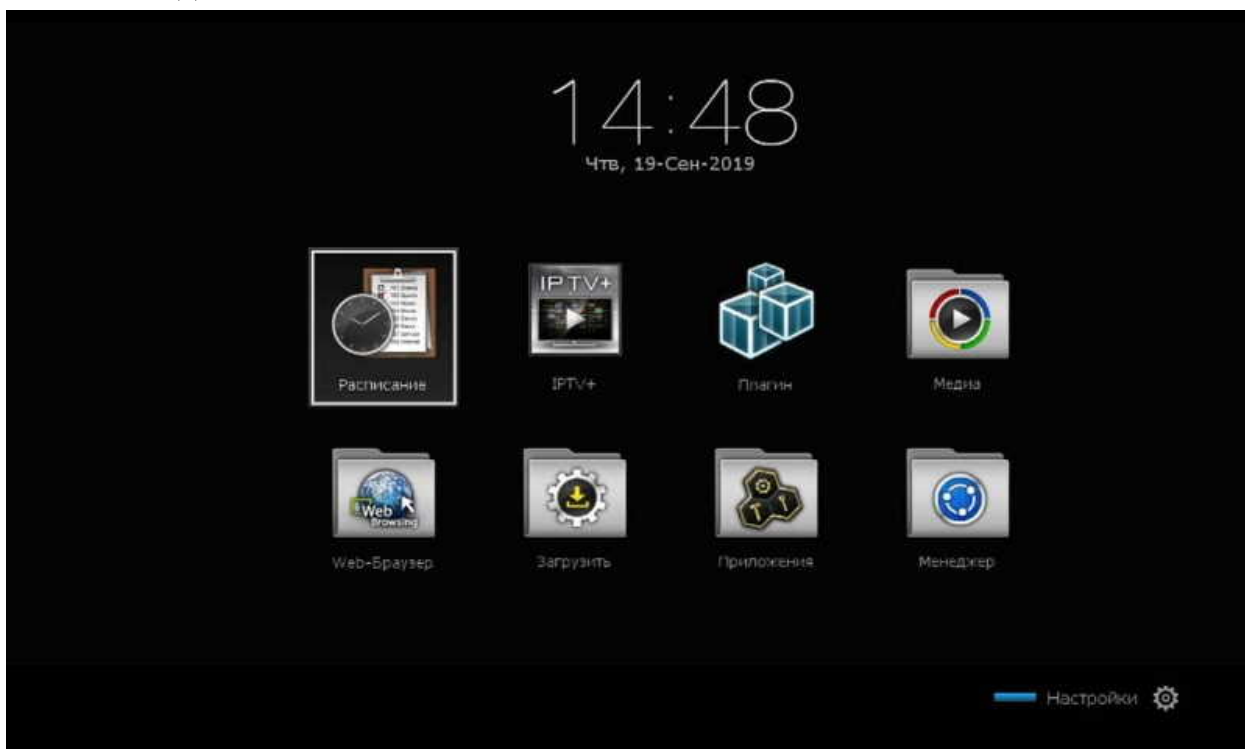 14:48
Чтв, 19-Сен-2019
IPTV+
Расписание
IPTV+
Плагин
Медиа
Web
Browsing
Web-Браузер
Загрузить
Приложения
Менеджер
Настройки